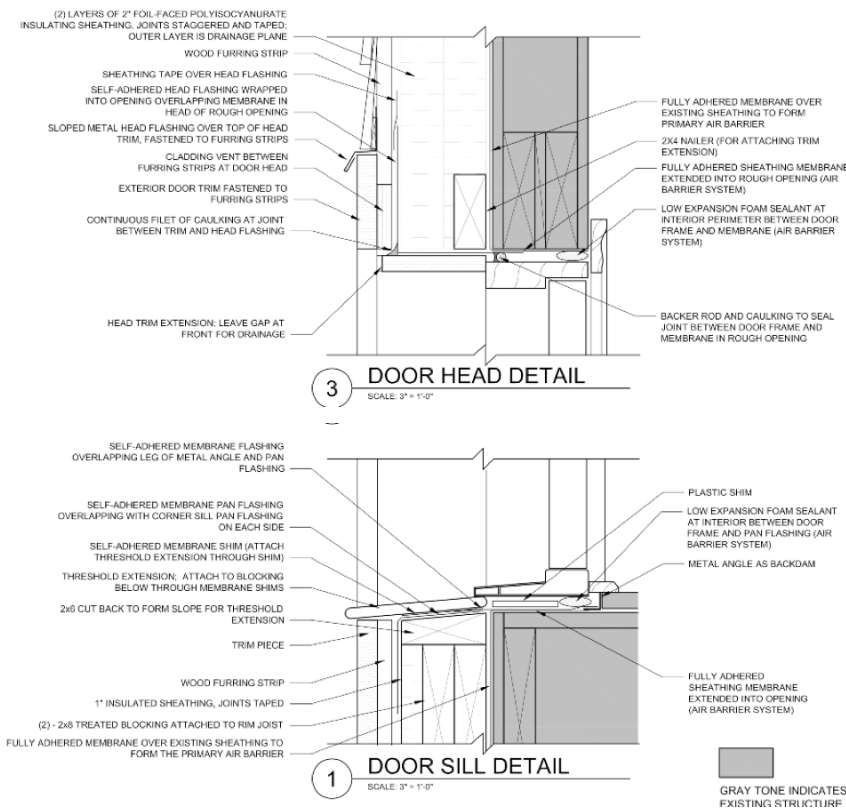 (2) LAYERS OF 2" FOIL-FACED POLYISOCYANURATE
INSULATING SHEATHING, JOINTS STAGGERED AND TAPED;
OUTER LAYER IS DRAINAGE PLANE
WOOD FURRING STRIP
SHEATHING TAPE OVER HEAD FLASHING
SELF-ADHERED HEAD FLASHING WRAPPED
INTO OPENING OVERLAPPING MEMBRANE IN
HEAD OF ROUGH OPENING
SLOPED METAL HEAD FLASHING OVER TOP OF HEAD
TRIM, FASTENED TO FURRING STRIPS
CLADDING VENT BETWEEN
FURRING STRIPS AT DOOR HEAD
EXTERIOR DOOR TRIM FASTENED TO
FURRING STRIPS
CONTINUOUS FILET OF CAULKING AT JOINT
BETWEEN TRIM AND HEAD FLASHING
HEAD TRIM EXTENSION; LEAVE GAP AT
FRONT FOR DRAINAGE
FULLY ADHERED MEMBRANE OVER
EXISTING SHEATHING TO FORM
PRIMARY AIR BARRIER
2X4 NAILER (FOR ATTACHING TRIM
EXTENSION)
FULLY ADHERED SHEATHING MEMBRANE
EXTENDED INTO ROUGH OPENING (AIR
BARRIER SYSTEM)
LOW EXPANSION FOAM SEALANT AT
INTERIOR PERIMETER BETWEEN DOOR
FRAME AND MEMBRANE (AIR BARRIER
SYSTEM)
BACKER ROD AND CAULKING TO SEAL
JOINT BETWEEN DOOR FRAME AND
MEMBRANE IN ROUGH OPENING
3
DOOR HEAD DETAIL
SCALE: 3" = 1'-0"
SELF-ADHERED MEMBRANE FLASHING
OVERLAPPING LEG OF METAL ANGLE AND PAN
FLASHING
SELF-ADHERED MEMBRANE PAN FLASHING
OVERLAPPING WITH CORNER SILL PAN FLASHING
ON EACH SIDE
SELF-ADHERED MEMBRANE SHIM (ATTACH
THRESHOLD EXTENSION THROUGH SHIM)
THRESHOLD EXTENSION; ATTACH TO BLOCKING
BELOW THROUGH MEMBRANE SHIMS
2x6 CUT BACK TO FORM SLOPE FOR THRESHOLD
EXTENSION
TRIM PIECE
WOOD FURRING STRIP
1" INSULATED SHEATHING, JOINTS TAPED
(2) - 2x8 TREATED BLOCKING ATTACHED TO RIM JOIST
FULLY ADHERED MEMBRANE OVER EXISTING SHEATHING TO
FORM THE PRIMARY AIR BARRIER
PLASTIC SHIM
LOW EXPANSION FOAM SEALANT
AT INTERIOR BETWEEN DOOR
FRAME AND PAN FLASHING (AIR
BARRIER SYSTEM)
METAL ANGLE AS BACKDAM
FULLY ADHERED
SHEATHING MEMBRANE
EXTENDED INTO OPENING
(AIR BARRIER SYSTEM)
1
DOOR SILL DETAIL
SCALE: 3" = 1'-0"
GRAY TONE INDICATES
EXISTING STRUCTURE